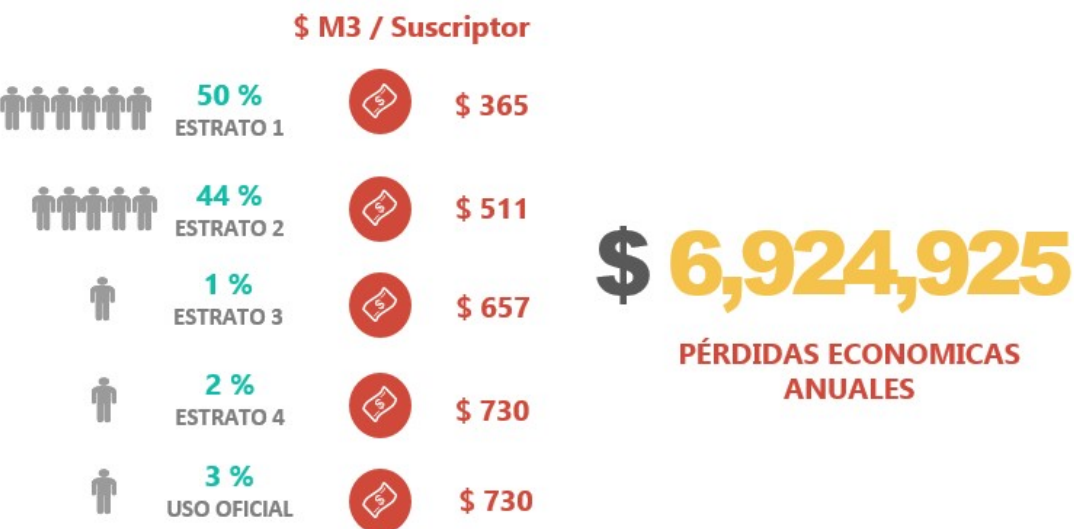 $ M3 / Suscriptor
50 %
ESTRATO 1
$ 365
44 %
ESTRATO 2
$ 511
1 %
ESTRATO 3
$ 657
2 %
ESTRATO 4
$ 730
3 %
USO OFICIAL
$ 730
$ 6,924,925
PÉRDIDAS ECONOMICAS
ANUALES